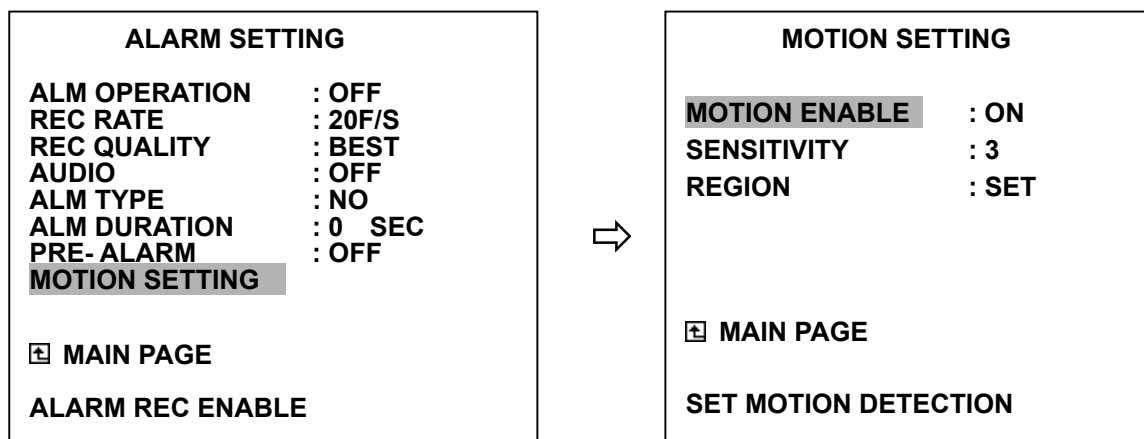 ALARM SETTING
ALM OPERATION : OFF
REC RATE : 20F/S
REC QUALITY : BEST
AUDIO : OFF
ALM TYPE : NO
ALM DURATION : 0 SEC
PRE- ALARM : OFF
MOTION SETTING
MAIN PAGE
ALARM REC ENABLE
MOTION SETTING
MOTION ENABLE : ON
SENSITIVITY : 3
REGION : SET
MAIN PAGE
SET MOTION DETECTION